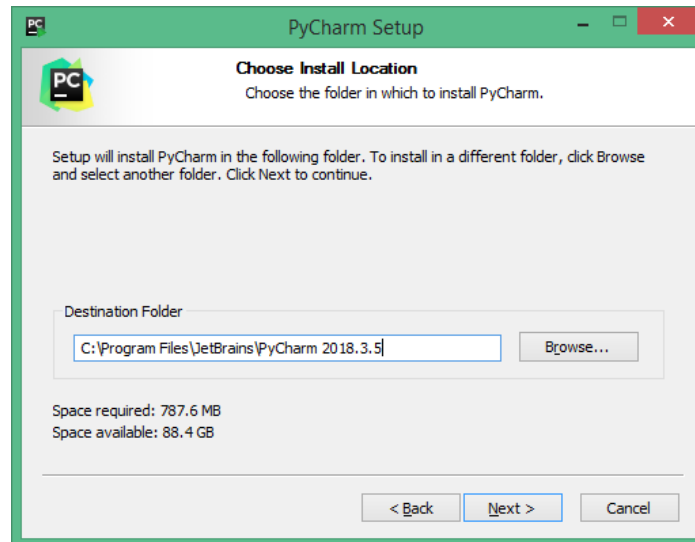 PC
PyCharm Setup
PC
Choose Install Location
Choose the folder in which to install PyCharm.
Setup will install PyCharm in the following folder. To install in a different folder, click Browse
and select another folder. Click Next to continue.
Destination Folder
C:\Program Files\JetBrains\PyCharm 2018.3.5
Browse...
Space required: 787.6 MB
Space available: 88.4 GB
< Back
Next >
Cancel